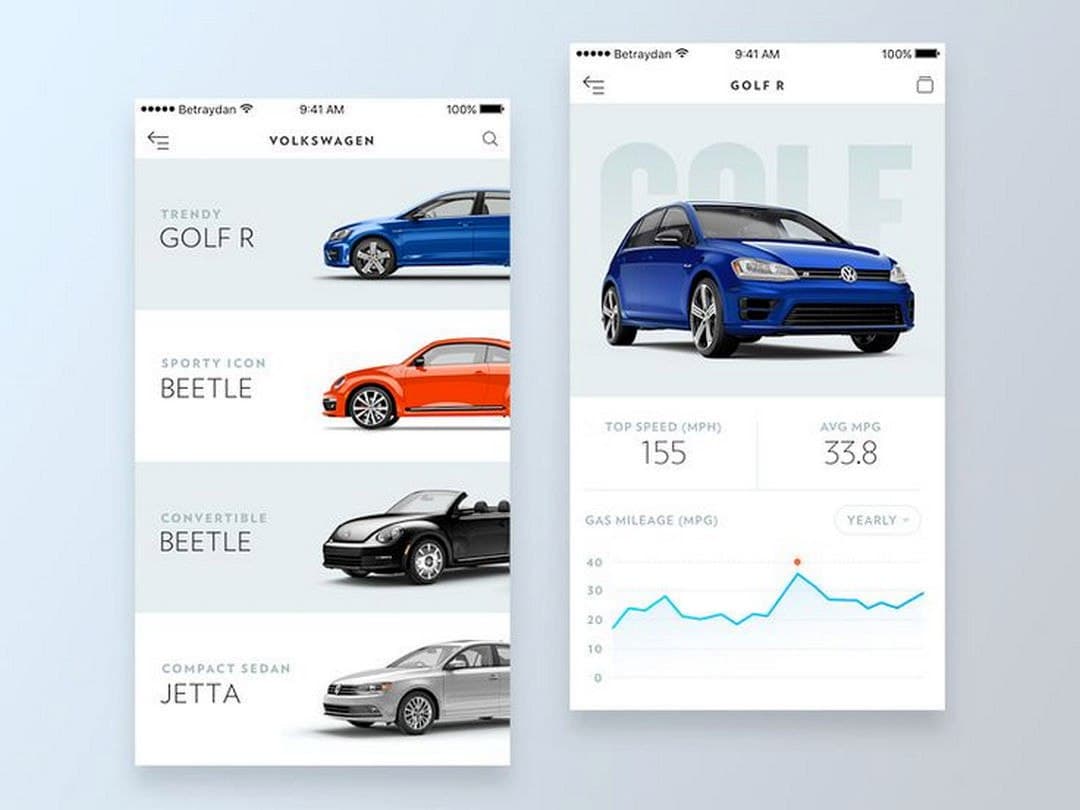 Betraydan 9:41 AM 100%
VOLKSWAGEN
TRENDY
GOLF R
SPORTY ICON
BEETLE
CONVERTIBLE
BEETLE
COMPACT SEDAN
JETTA
Betraydan 9:41 AM 100%
GOLF R
GOLF
TOP SPEED (MPH)
155
AVG MPG
33.8
GAS MILEAGE (MPG)
YEARLY
40
30
20
10
0